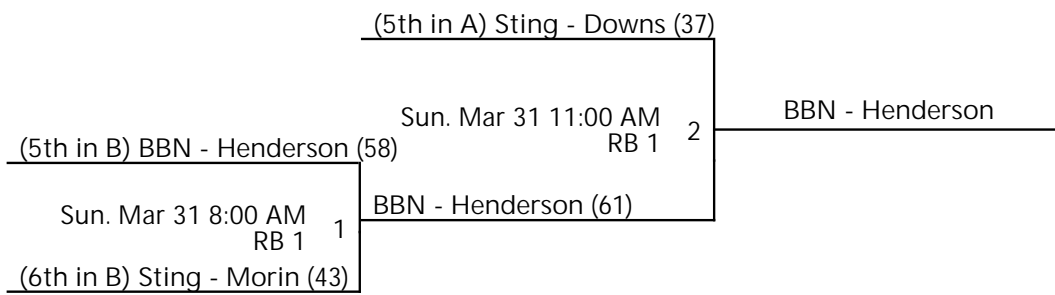 (5th in A) Sting - Downs (37)
Sun. Mar 31 11:00 AM
RB 1
2
BBN - Henderson
(5th in B) BBN - Henderson (58)
Sun. Mar 31 8:00 AM
RB 1
1
BBN - Henderson (61)
(6th in B) Sting - Morin (43)